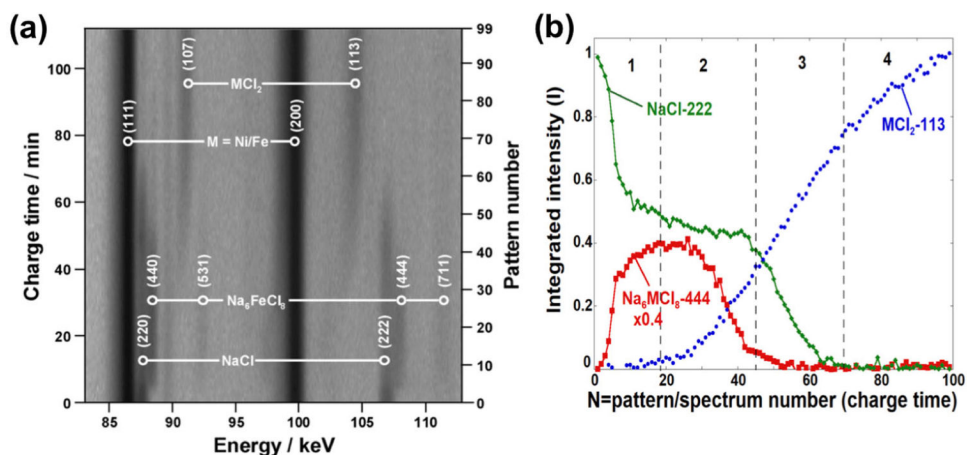 (a)
Charge time / min
100
80
60
40
20
0
(107)
(113)
MCl2
(111)
(200)
M = Ni/Fe
(440)
(531)
(444)
(711)
Na6FeCl8
(220)
(222)
NaCl
99
90
80
70
60
50
40
30
20
10
0
Pattern number
85 90 95 100 105 110
Energy / keV
(b)
Integrated intensity (I)
1
0.8
0.6
0.4
0.2
0
1 2 3 4
NaCl-222
MCl2-113
Na6MCl8-444
x0.4
0 20 40 60 80 100
N=pattern/spectrum number (charge time)